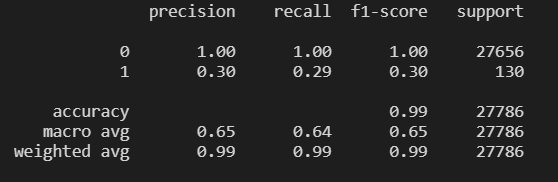 precision recall f1-score support
0 1.00 1.00 1.00 27656
1 0.30 0.29 0.30 130
accuracy 0.99 27786
macro avg 0.65 0.64 0.65 27786
weighted avg 0.99 0.99 0.99 27786